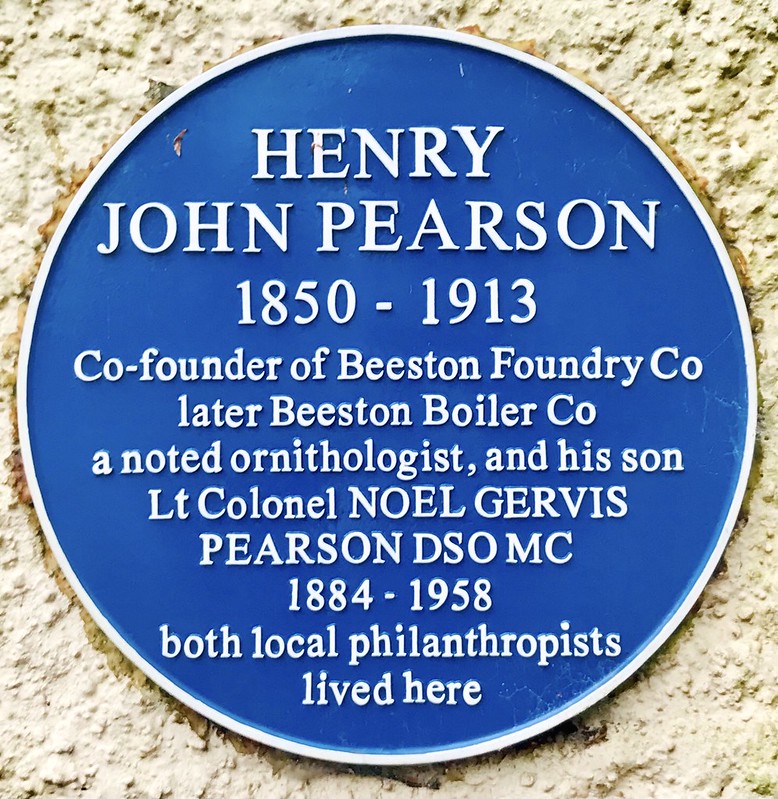 HENRY
JOHN PEARSON
1850 - 1913
Co-founder of Beeston Foundry Co
later Beeston Boiler Co
a noted ornithologist, and his son
Lt Colonel NOEL GERVIS
PEARSON DSO MC
1884 - 1958
both local philanthropists
lived here